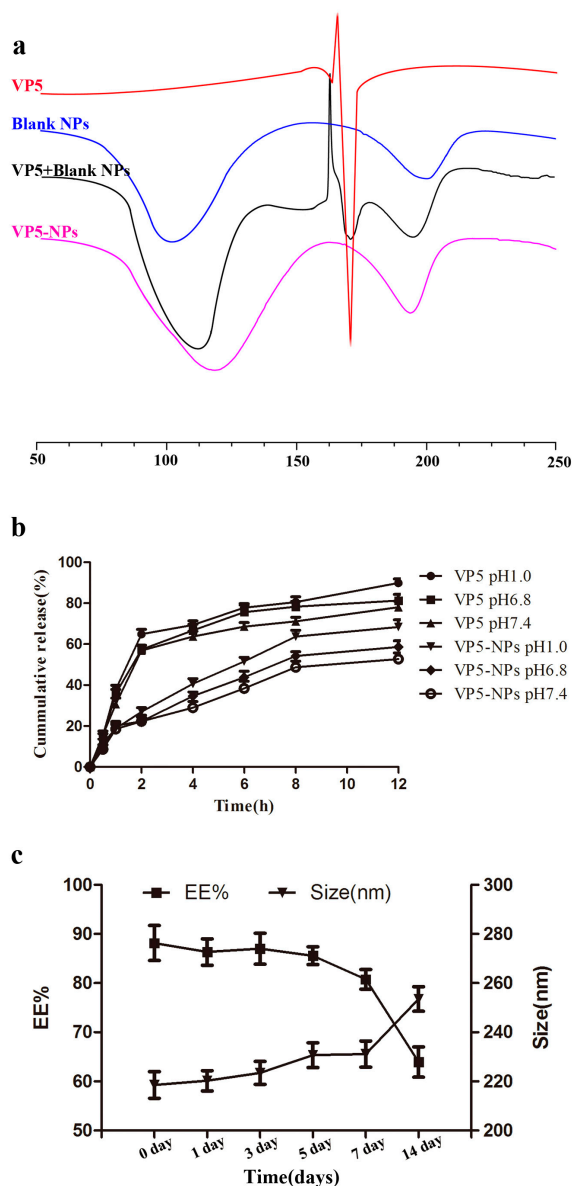 a
VP5
Blank NPs
VP5+Blank NPs
VP5-NPs
50 100 150 200 250
b
100
80
60
40
20
0
0 2 4 6 8 10 12
Cummulative release(%)
Time(h)
VP5 pH1.0
VP5 pH6.8
VP5 pH7.4
VP5-NPs pH1.0
VP5-NPs pH6.8
VP5-NPs pH7.4
c
EE% Size(nm)
100
90
80
70
60
50
EE%
300
280
260
240
220
200
Size(nm)
0 day 1 day 3 day 5 day 7 day 14 day
Time(days)